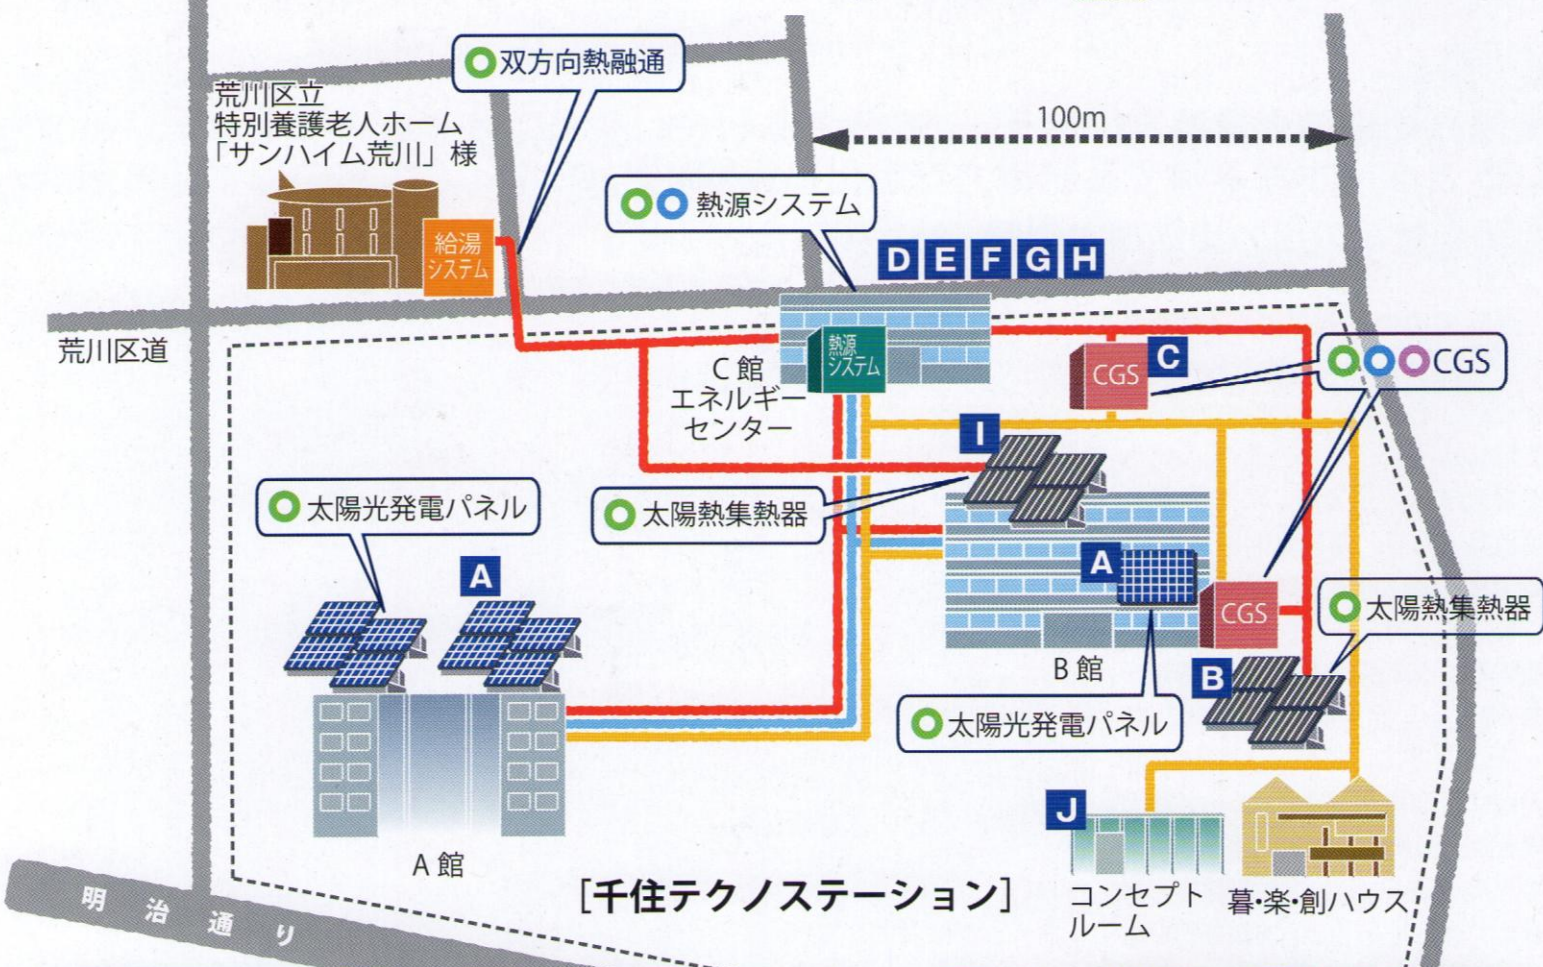 双方向熱融通
荒川区立
特別養護老人ホーム
「サンハイム荒川」様
100m
熱源システム
給湯
システム
D E F G H
荒川区道
熱源
システム
C館
エネルギー
センター
CGS
C
CGS
I
太陽光発電パネル
太陽熱集熱器
A
A
CGS
太陽熱集熱器
B館
B
太陽光発電パネル
J
A館
[千住テクノステーション]
コンセプト
ルーム
暮・楽・創ハウス
明治通り